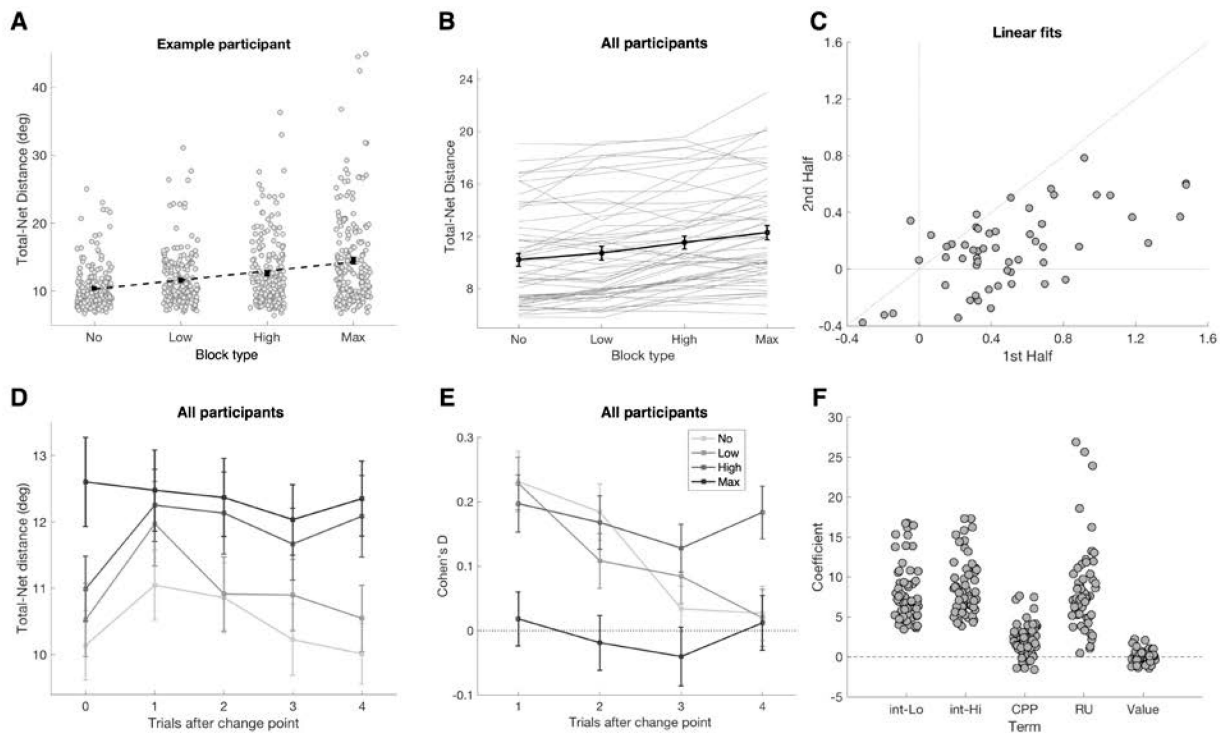 A
Example participant
Total-Net Distance (deg)
40
30
20
10
No Low High Max
Block type
B
All participants
Total-Net Distance
24
20
16
12
8
No Low High Max
Block type
C
Linear fits
2nd Half
1.6
1.2
0.8
0.4
0
-0.4
-0.4 0 0.4 0.8 1.2 1.6
1st Half
D
All participants
Total-Net distance (deg)
13
12
11
10
0 1 2 3 4
Trials after change point
E
All participants
Cohen's D
0.3
0.2
0.1
0
-0.1
1 2 3 4
Trials after change point
No
Low
High
Max
F
Coefficient
30
25
20
15
10
5
0
-5
int-Lo int-Hi CPP RU Value
Term